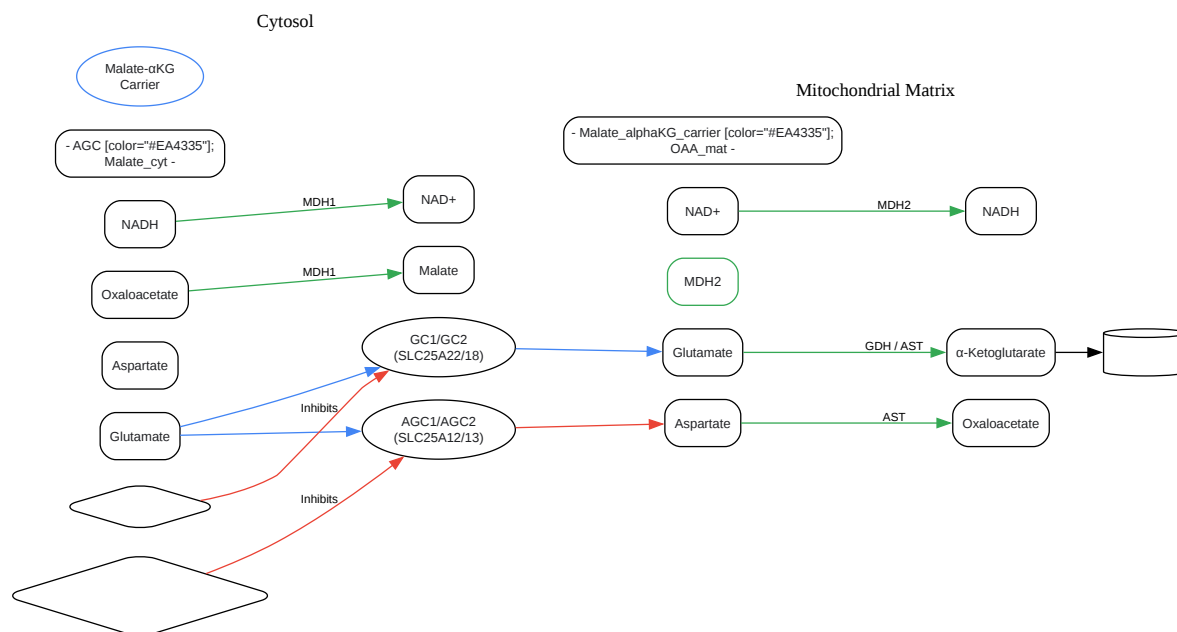 Cytosol
Malate-αKG
Carrier
Mitochondrial Matrix
- AGC [color="#EA4335"];
Malate_cyt -
- Malate_alphaKG_carrier [color="#EA4335"];
OAA_mat -
NADH
MDH1
NAD+
NAD+
MDH2
NADH
Oxaloacetate
MDH1
Malate
MDH2
Aspartate
GC1/GC2
(SLC25A22/18)
Glutamate
GDH / AST
α-Ketoglutarate
Glutamate
Inhibits
AGC1/AGC2
(SLC25A12/13)
Aspartate
AST
Oxaloacetate
Inhibits